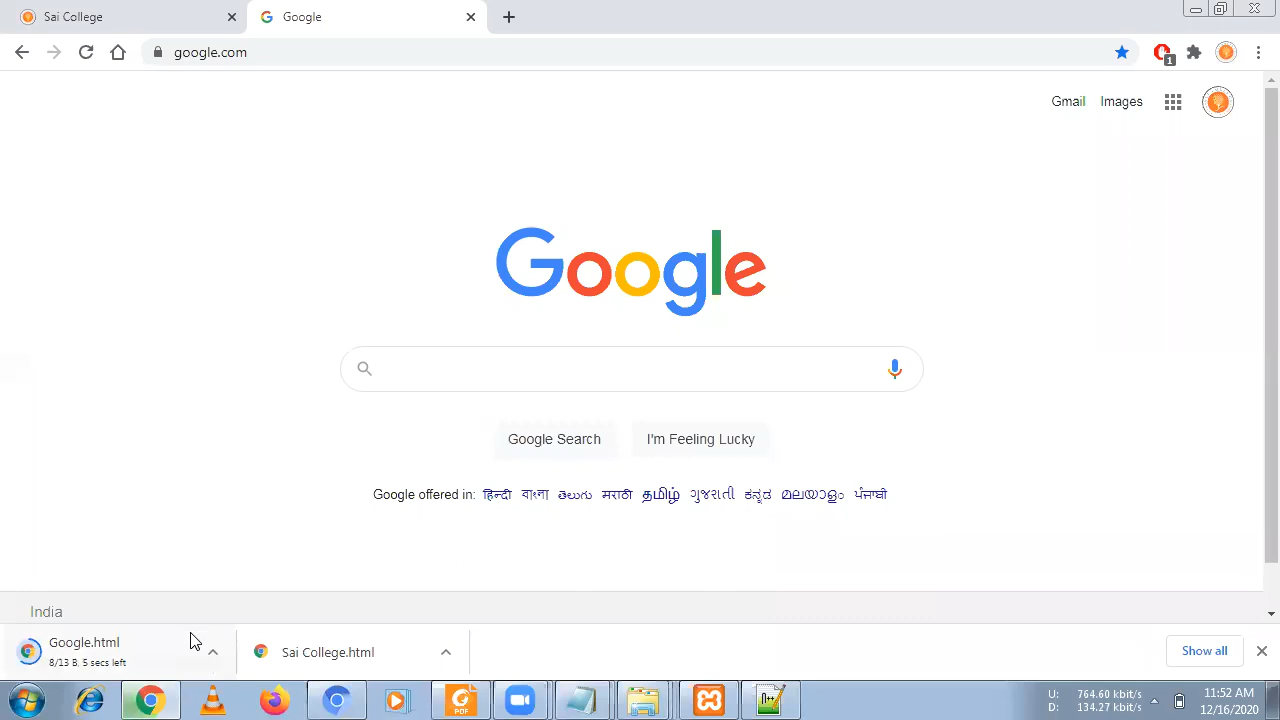 Sai College
Google
google.com
1
Gmail Images
Google
Google Search I'm Feeling Lucky
Google offered in: हिन्दी বাংলা తెలుగు मराठी தமிழ் ગુજરાતી ಕನ್ನಡ മലയാളം ਪੰਜਾਬੀ
India
Google.html
8/13 B, 5 secs left
Sai College.html
Show all
PDF
U: 764.60 kbit/s
D: 134.27 kbit/s
11:52 AM
12/16/2020